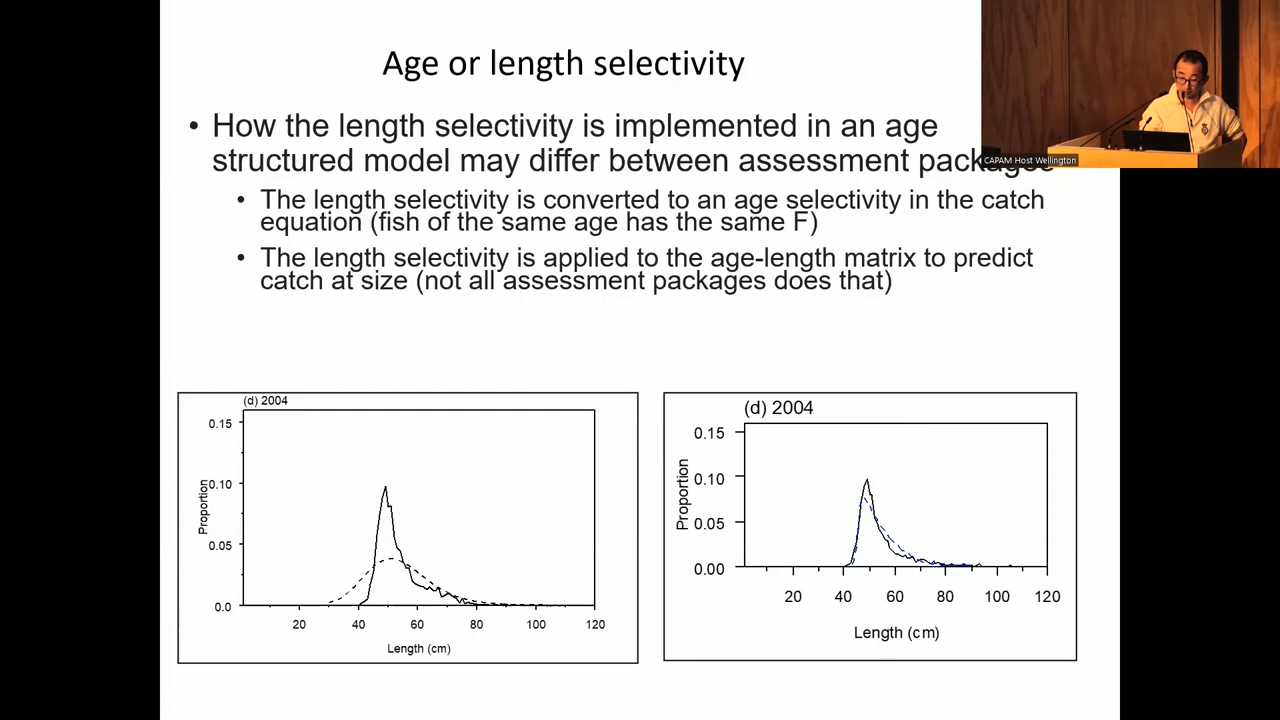 Age or length selectivity
• How the length selectivity is implemented in an age
structured model may differ between assessment packages
• The length selectivity is converted to an age selectivity in the catch
equation (fish of the same age has the same F)
• The length selectivity is applied to the age-length matrix to predict
catch at size (not all assessment packages does that)
CAPAM Host Wellington
(d) 2004
Proportion
0.15
0.10
0.05
0.0
20 40 60 80 100 120
Length (cm)
(d) 2004
Proportion
0.15
0.10
0.05
0.00
20 40 60 80 100 120
Length (cm)